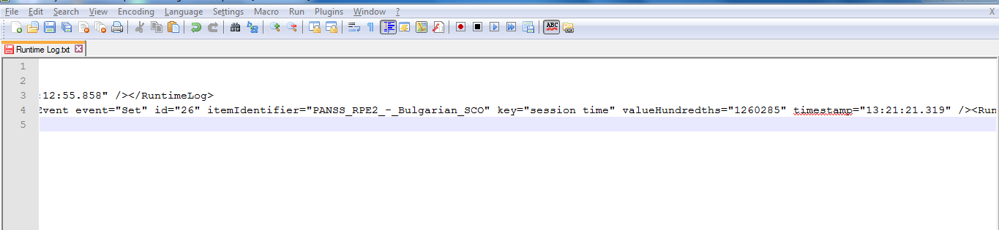 File Edit Search View Encoding Language Settings Macro Run Plugins Window ? X
ABC
Runtime Log.txt
1
2
3 :12:55.858" /></RuntimeLog>
4 Event event="Set" id="26" itemIdentifier="PANSS_RPE2_-_Bulgarian_SCO" key="session time" valueHundredths="1260285" timestamp="13:21:21.319" /><Run
5